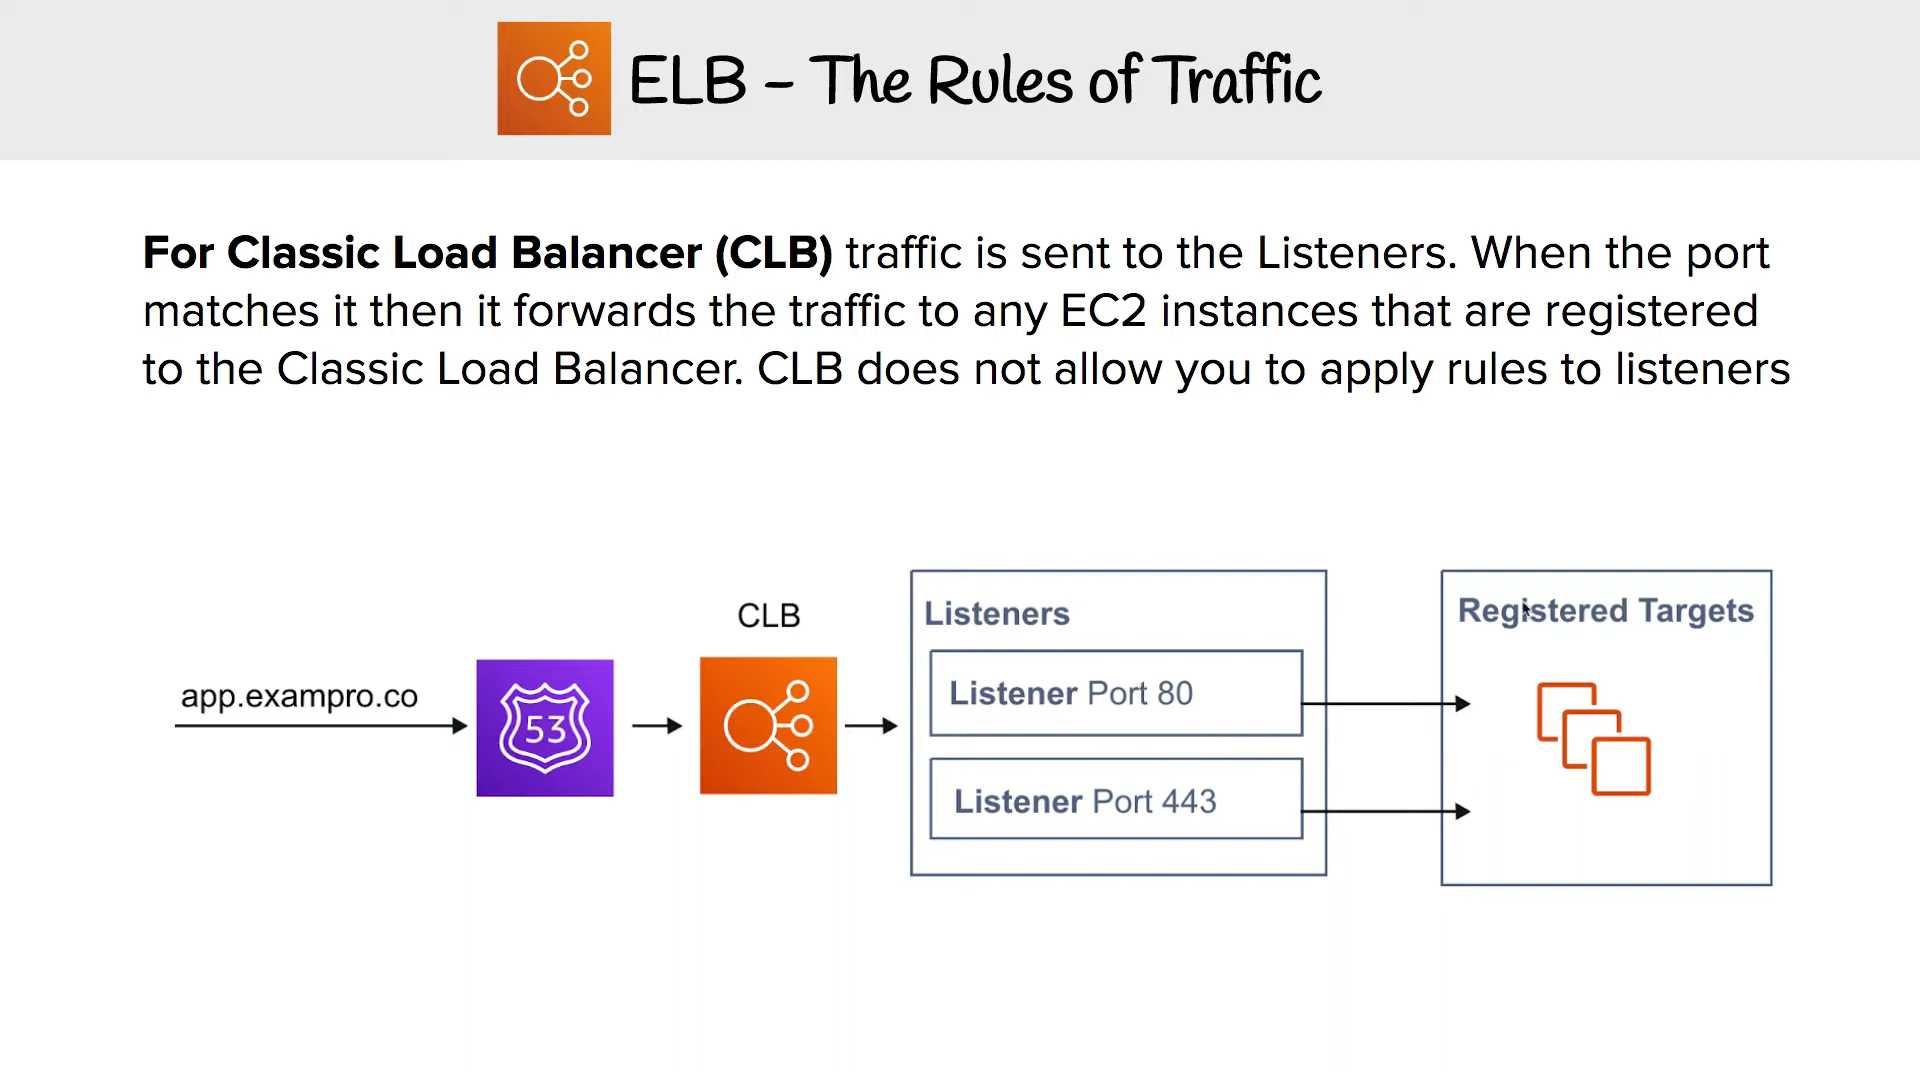 ELB – The Rules of Traffic
For Classic Load Balancer (CLB) traffic is sent to the Listeners. When the port
matches it then it forwards the traffic to any EC2 instances that are registered
to the Classic Load Balancer. CLB does not allow you to apply rules to listeners
app.exampro.co
53
CLB
Listeners
Listener Port 80
Listener Port 443
Registered Targets